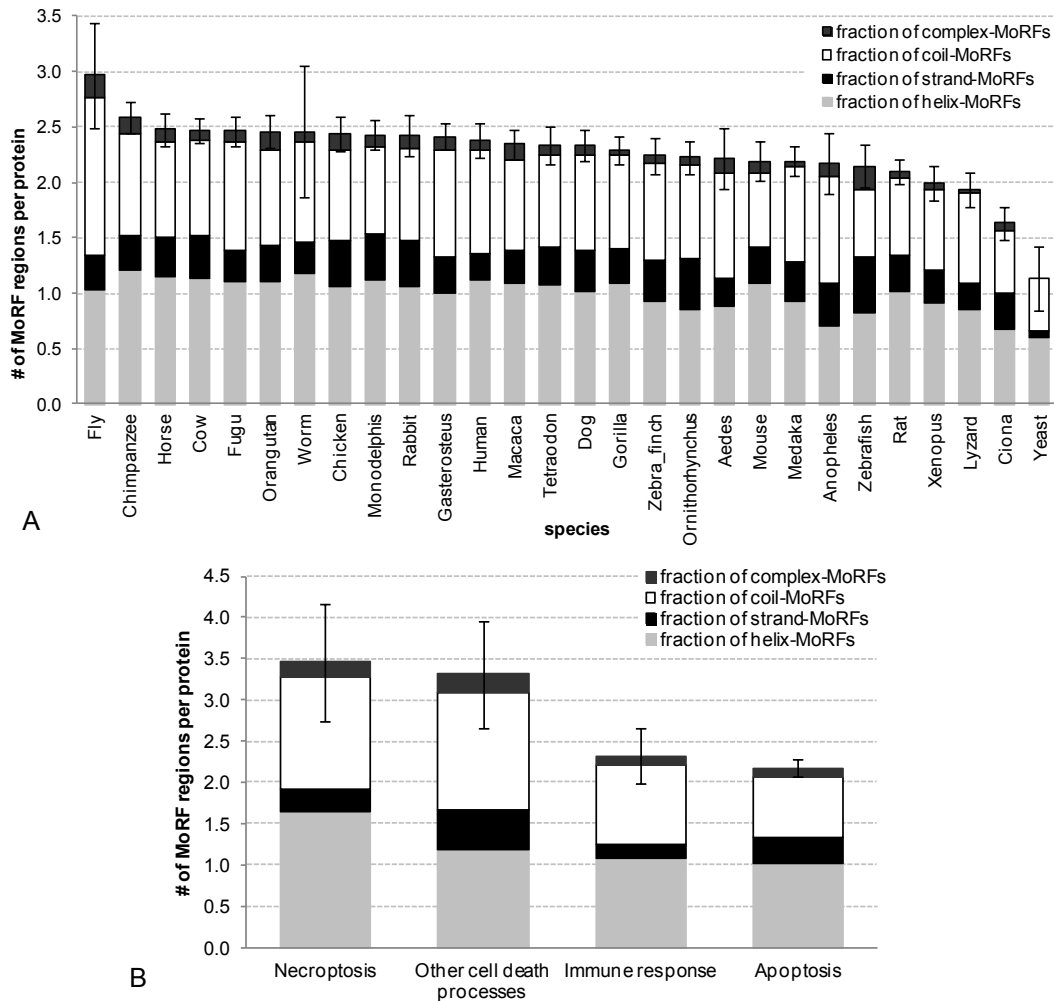 3.5
3.0
2.5
2.0
1.5
1.0
0.5
0.0
# of MoRF regions per protein
fraction of complex-MoRFs
fraction of coil-MoRFs
fraction of strand-MoRFs
fraction of helix-MoRFs
Fly
Chimpanzee
Horse
Cow
Fugu
Orangutan
Worm
Chicken
Monodelphis
Rabbit
Gasterosteus
Human
Macaca
Tetraodon
Dog
Gorilla
Zebra_finch
Ornithorhynchus
Aedes
Mouse
Medaka
Anopheles
Zebrafish
Rat
Xenopus
Lyzard
Ciona
Yeast
A
species
4.5
4.0
3.5
3.0
2.5
2.0
1.5
1.0
0.5
0.0
# of MoRF regions per protein
fraction of complex-MoRFs
fraction of coil-MoRFs
fraction of strand-MoRFs
fraction of helix-MoRFs
Necroptosis
Other cell death
processes
Immune response
Apoptosis
B